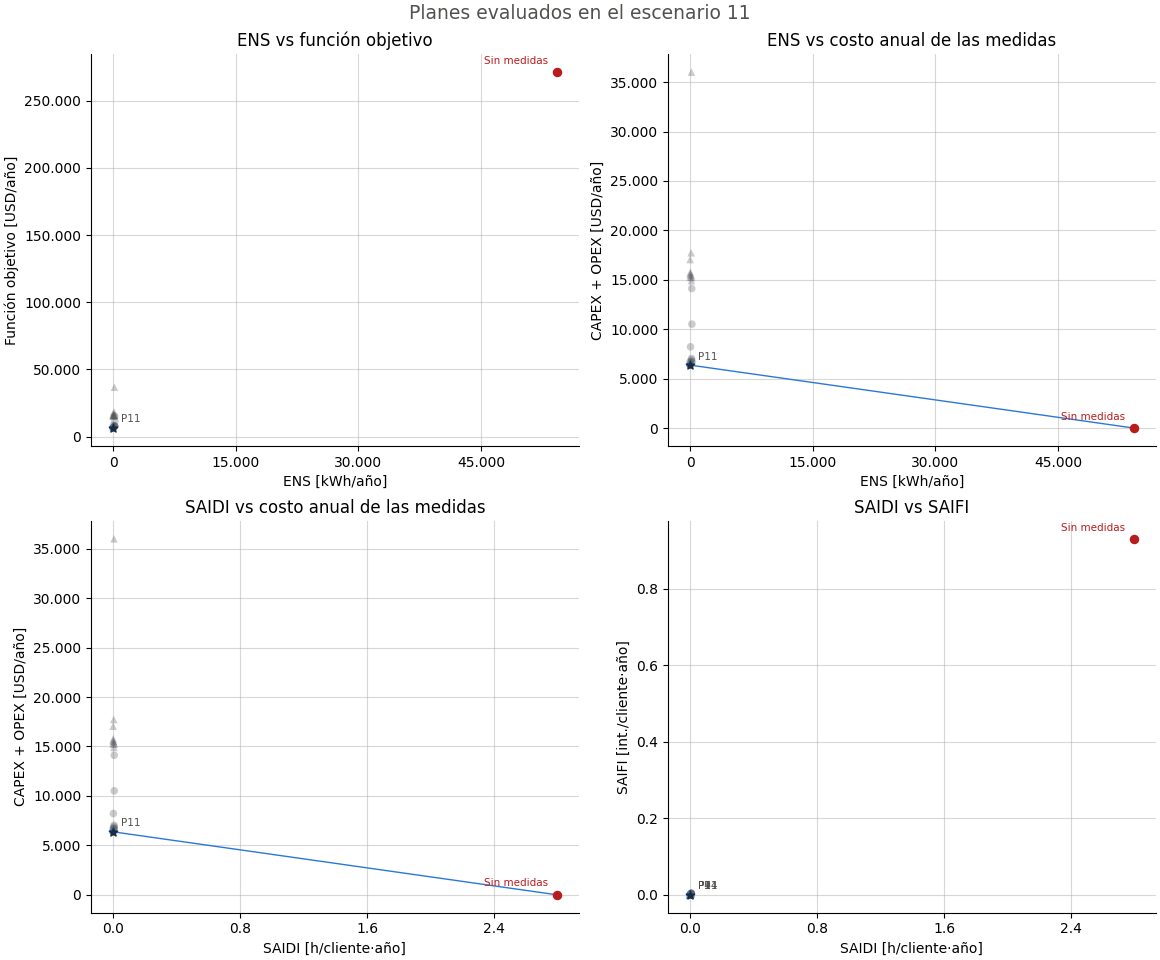 Planes evaluados en el escenario 11
ENS vs función objetivo
Función objetivo [USD/año]
250.000
200.000
150.000
100.000
50.000
0
Sin medidas
P11
0
15.000
30.000
45.000
ENS [kWh/año]
ENS vs costo anual de las medidas
CAPEX + OPEX [USD/año]
35.000
30.000
25.000
20.000
15.000
10.000
5.000
0
P11
Sin medidas
0
15.000
30.000
45.000
ENS [kWh/año]
SAIDI vs costo anual de las medidas
CAPEX + OPEX [USD/año]
35.000
30.000
25.000
20.000
15.000
10.000
5.000
0
P11
Sin medidas
0.0
0.8
1.6
2.4
SAIDI [h/cliente·año]
SAIDI vs SAIFI
SAIFI [int./cliente·año]
Sin medidas
0.8
0.6
0.4
0.2
0.0
0.0
0.8
1.6
2.4
SAIDI [h/cliente·año]